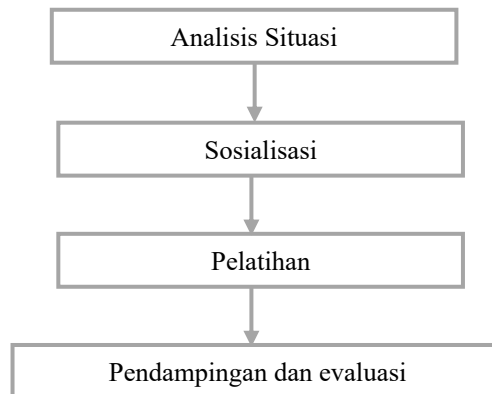 Analisis Situasi
Sosialisasi
Pelatihan
Pendampingan dan evaluasi